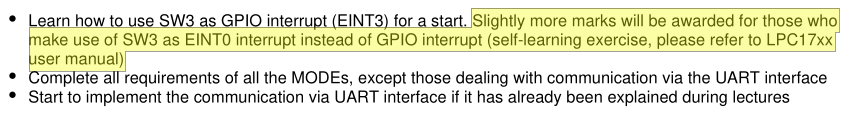 • Learn how to use SW3 as GPIO interrupt (EINT3) for a start. Slightly more marks will be awarded for those who
make use of SW3 as EINT0 interrupt instead of GPIO interrupt (self-learning exercise, please refer to LPC17xx
user manual)
• Complete all requirements of all the MODEs, except those dealing with communication via the UART interface
• Start to implement the communication via UART interface if it has already been explained during lectures